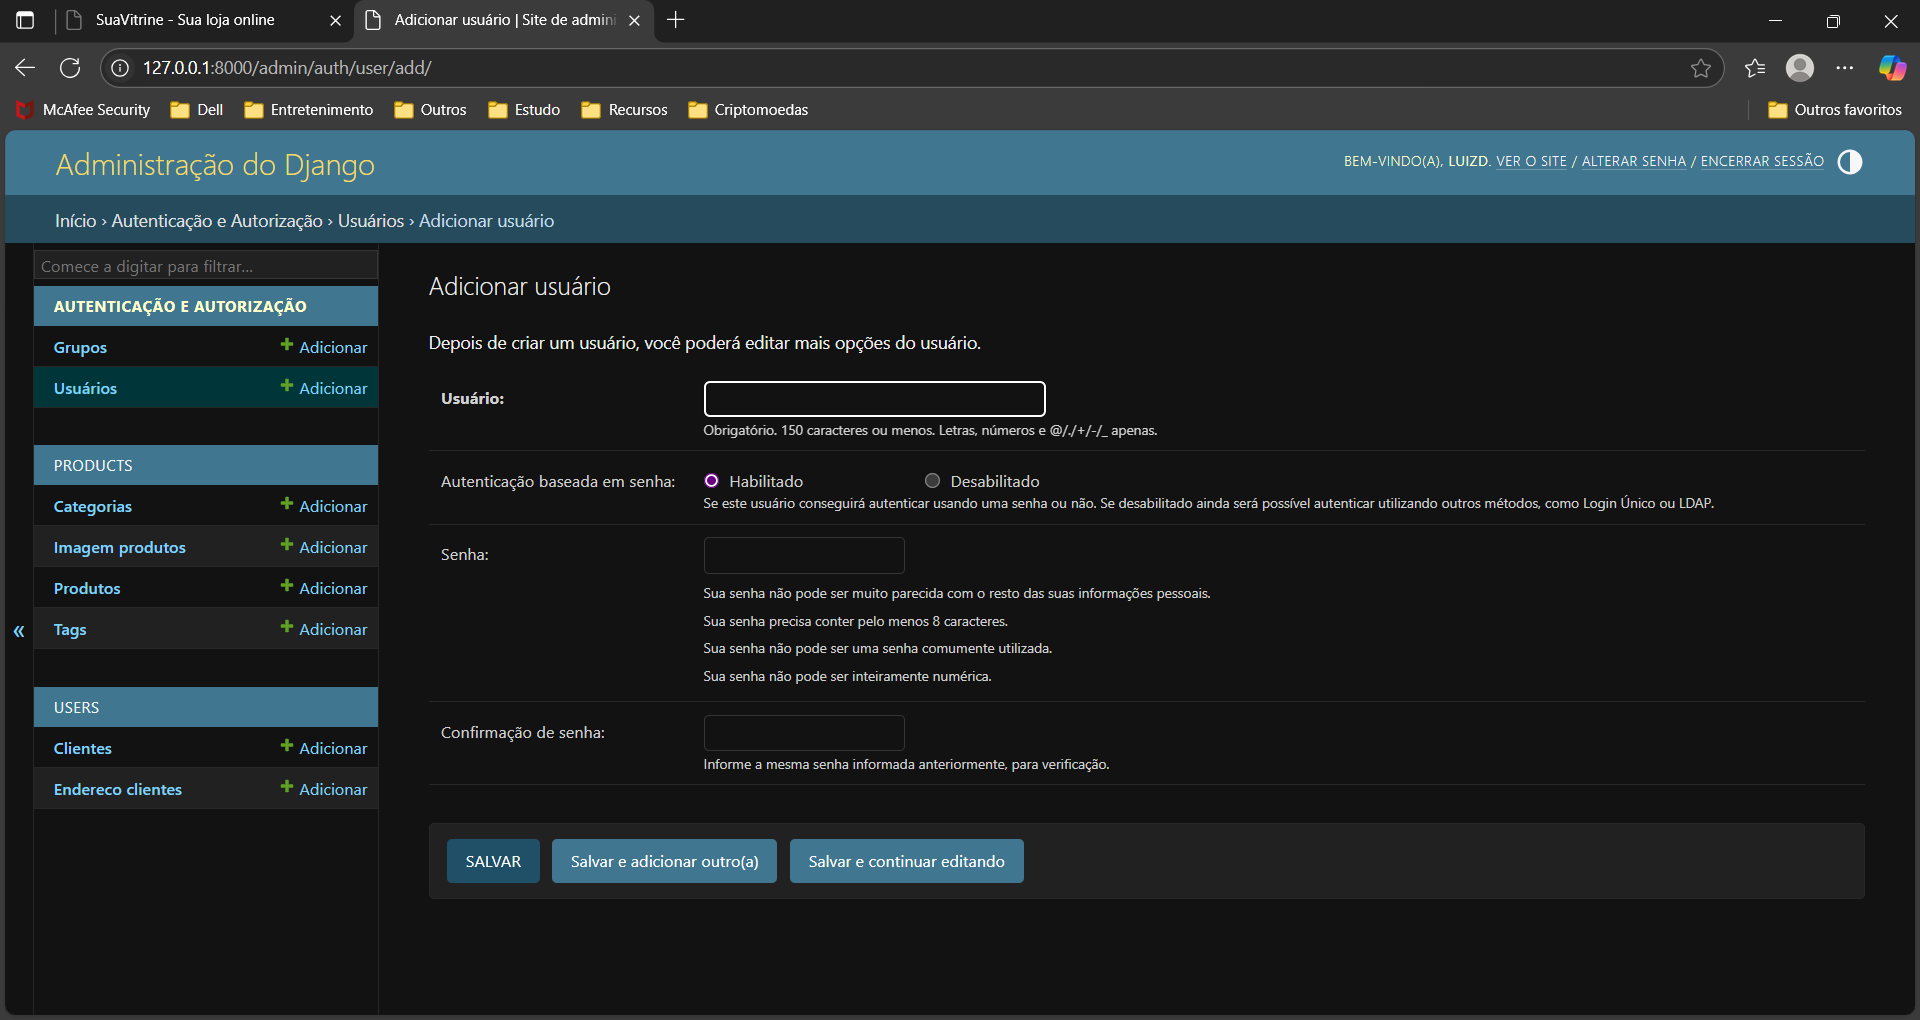 SuaVitrine - Sua loja online
Adicionar usuário | Site de admin
127.0.0.1:8000/admin/auth/user/add/
McAfee Security
Dell
Entretenimento
Outros
Estudo
Recursos
Criptomoedas
Outros favoritos
Administração do Django
BEM-VINDO(A), LUIZD. VER O SITE / ALTERAR SENHA / ENCERRAR SESSÃO
Início › Autenticação e Autorização › Usuários › Adicionar usuário
Comece a digitar para filtrar...
AUTENTICAÇÃO E AUTORIZAÇÃO
Grupos Adicionar
Usuários Adicionar
PRODUCTS
Categorias Adicionar
Imagem produtos Adicionar
Produtos Adicionar
Tags Adicionar
«
USERS
Clientes Adicionar
Endereco clientes Adicionar
Adicionar usuário
Depois de criar um usuário, você poderá editar mais opções do usuário.
Usuário:
Obrigatório. 150 caracteres ou menos. Letras, números e @/./+/-/_ apenas.
Autenticação baseada em senha: Habilitado Desabilitado
Se este usuário conseguirá autenticar usando uma senha ou não. Se desabilitado ainda será possível autenticar utilizando outros métodos, como Login Único ou LDAP.
Senha:
Sua senha não pode ser muito parecida com o resto das suas informações pessoais.
Sua senha precisa conter pelo menos 8 caracteres.
Sua senha não pode ser uma senha comumente utilizada.
Sua senha não pode ser inteiramente numérica.
Confirmação de senha:
Informe a mesma senha informada anteriormente, para verificação.
SALVAR
Salvar e adicionar outro(a)
Salvar e continuar editando